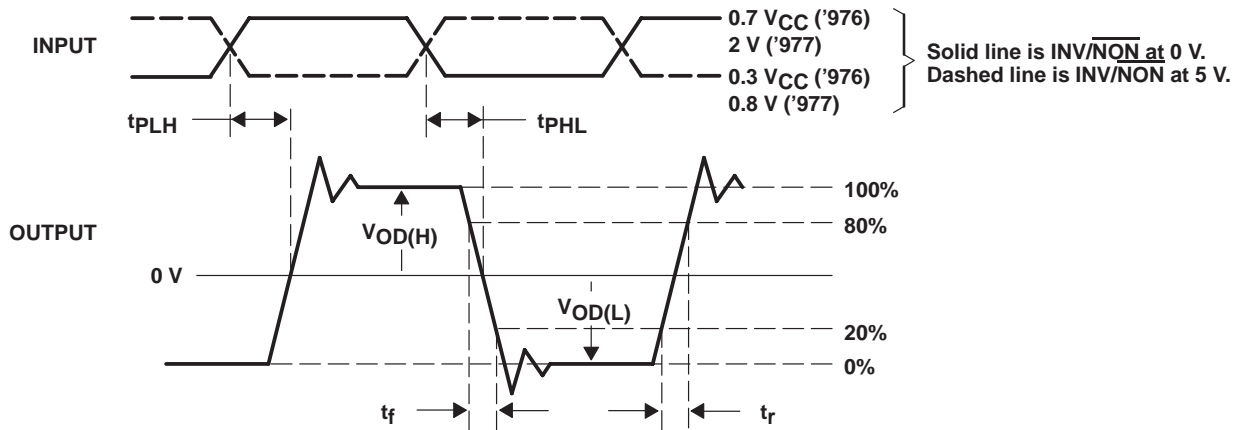 INPUT
0.7 VCC (’976)
2 V (’977)
0.3 VCC (’976)
0.8 V (’977)
Solid line is INV/NON at 0 V.
Dashed line is INV/NON at 5 V.
tPLH
tPHL
OUTPUT
100%
80%
VOD(H)
0 V
VOD(L)
20%
0%
tf
tr